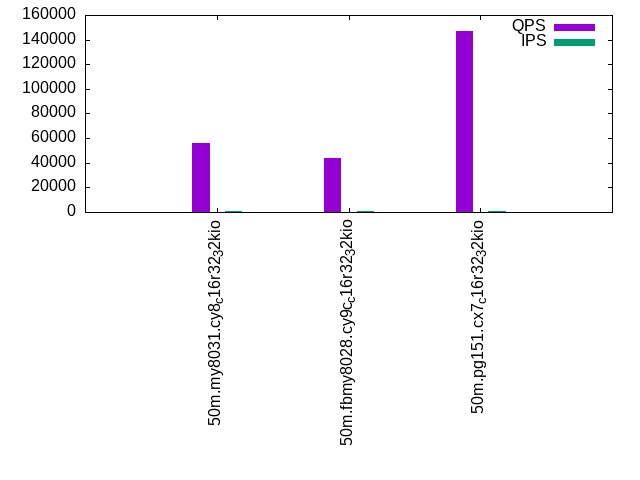 160000
140000
120000
100000
80000
60000
40000
20000
0
QPS
IPS
50m.my8031.cy8c16r3232kio
50m.fbmy8028.cy9cc16r3232kio
50m.pg151.cx7c16r3232kio